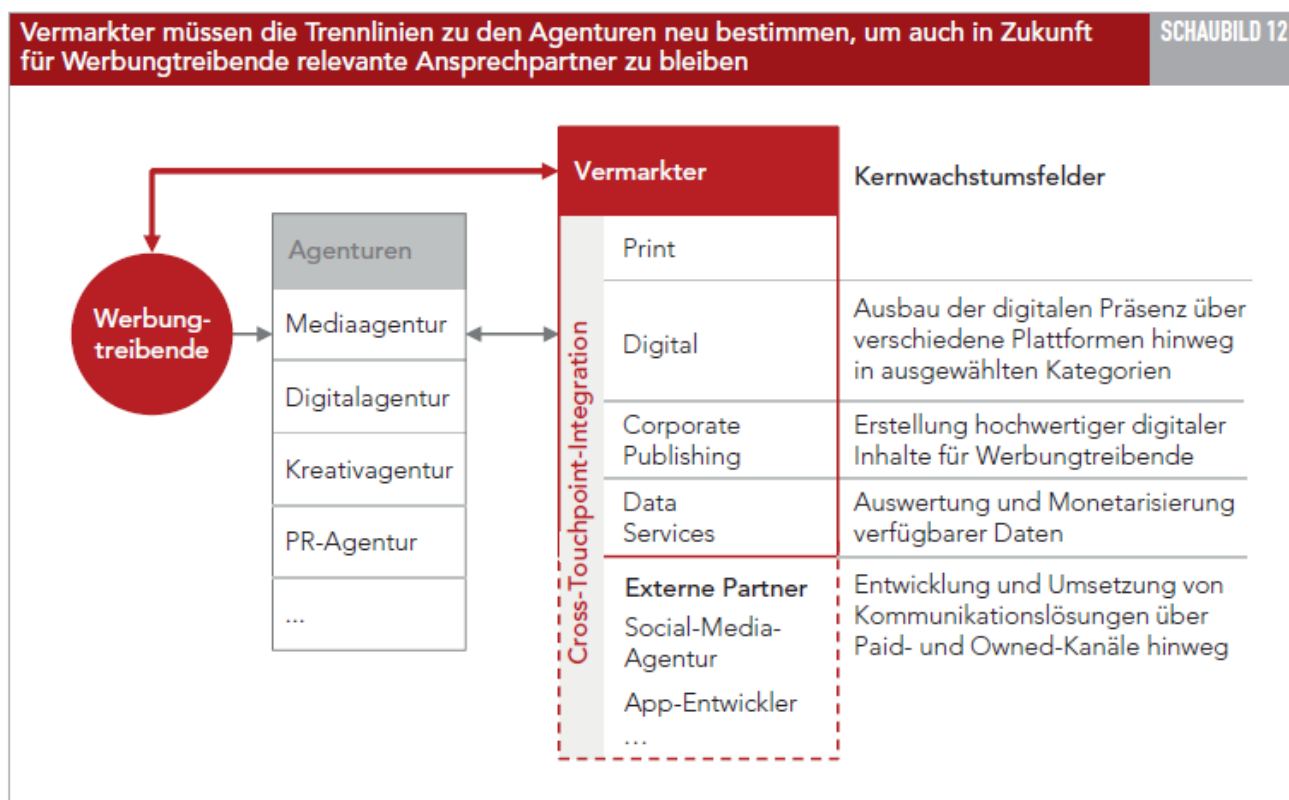 Vermarkter müssen die Trennlinien zu den Agenturen neu bestimmen, um auch in Zukunft
für Werbungtreibende relevante Ansprechpartner zu bleiben
SCHAUBILD 12
Werbung-
treibende
Agenturen
Mediaagentur
Digitalagentur
Kreativagentur
PR-Agentur
...
Vermarkter
Kernwachstumsfelder
Cross-Touchpoint-Integration
Print
Digital
Ausbau der digitalen Präsenz über
verschiedene Plattformen hinweg
in ausgewählten Kategorien
Corporate
Publishing
Erstellung hochwertiger digitaler
Inhalte für Werbungtreibende
Data
Services
Auswertung und Monetarisierung
verfügbarer Daten
Externe Partner
Social-Media-
Agentur
App-Entwickler
...
Entwicklung und Umsetzung von
Kommunikationslösungen über
Paid- und Owned-Kanäle hinweg